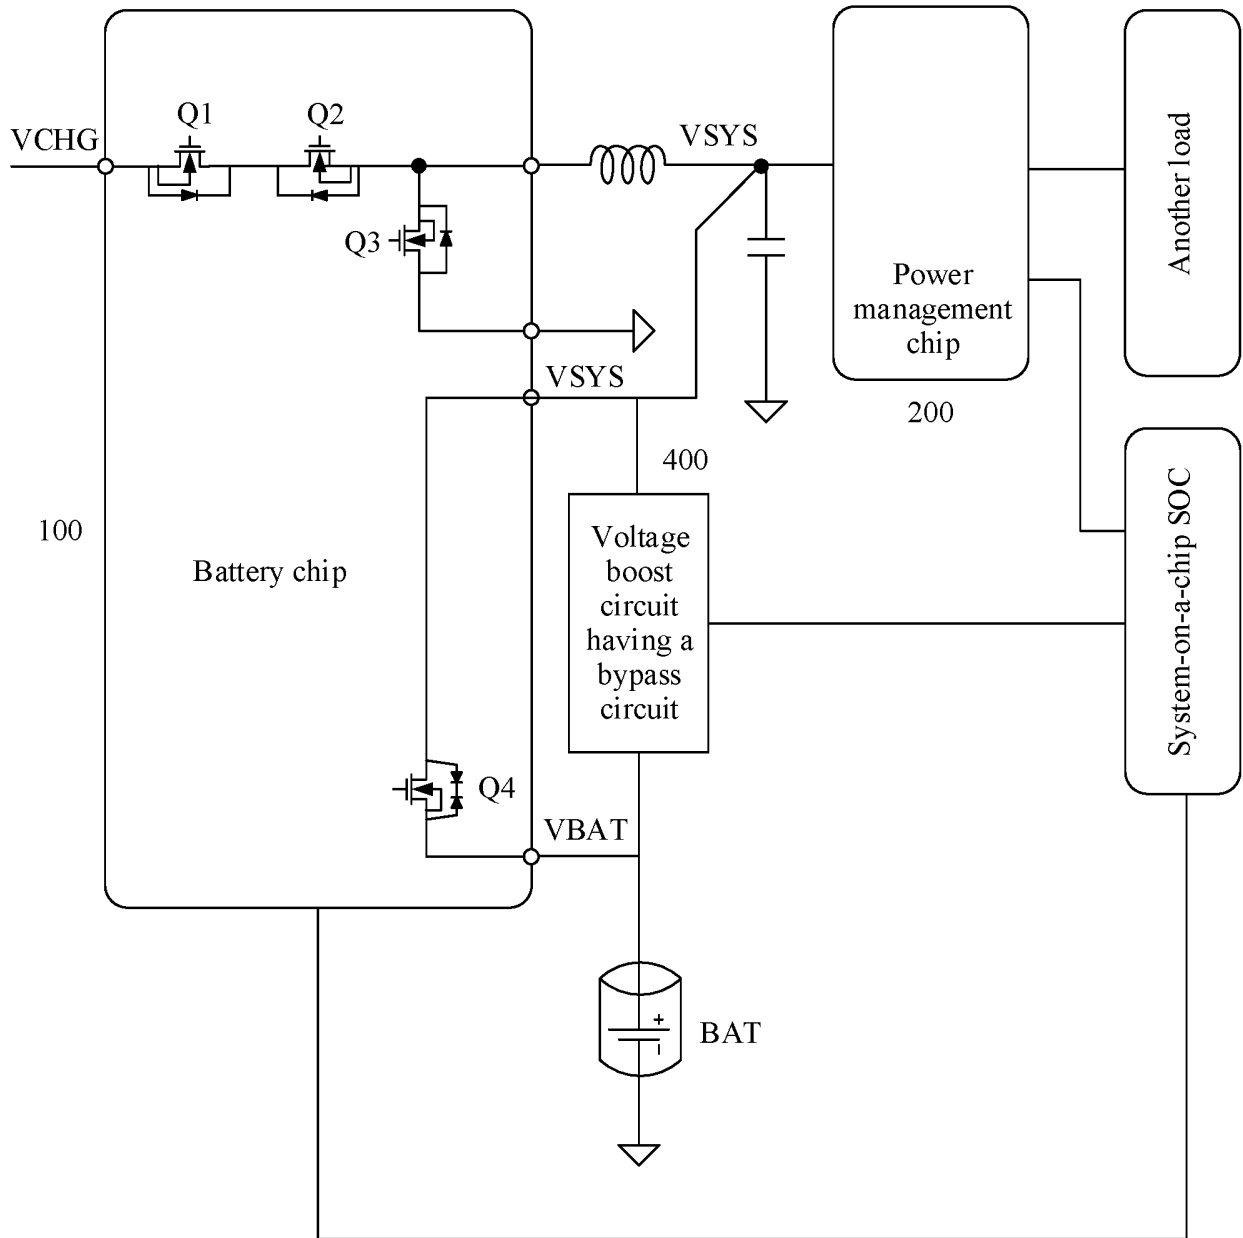 Q1
Q2
VCHG
VSYS
Q3
Another load
Power
management
chip
VSYS
200
400
100
Battery chip
Voltage
boost
circuit
having a
bypass
circuit
System-on-a-chip SOC
Q4
VBAT
+
−
BAT